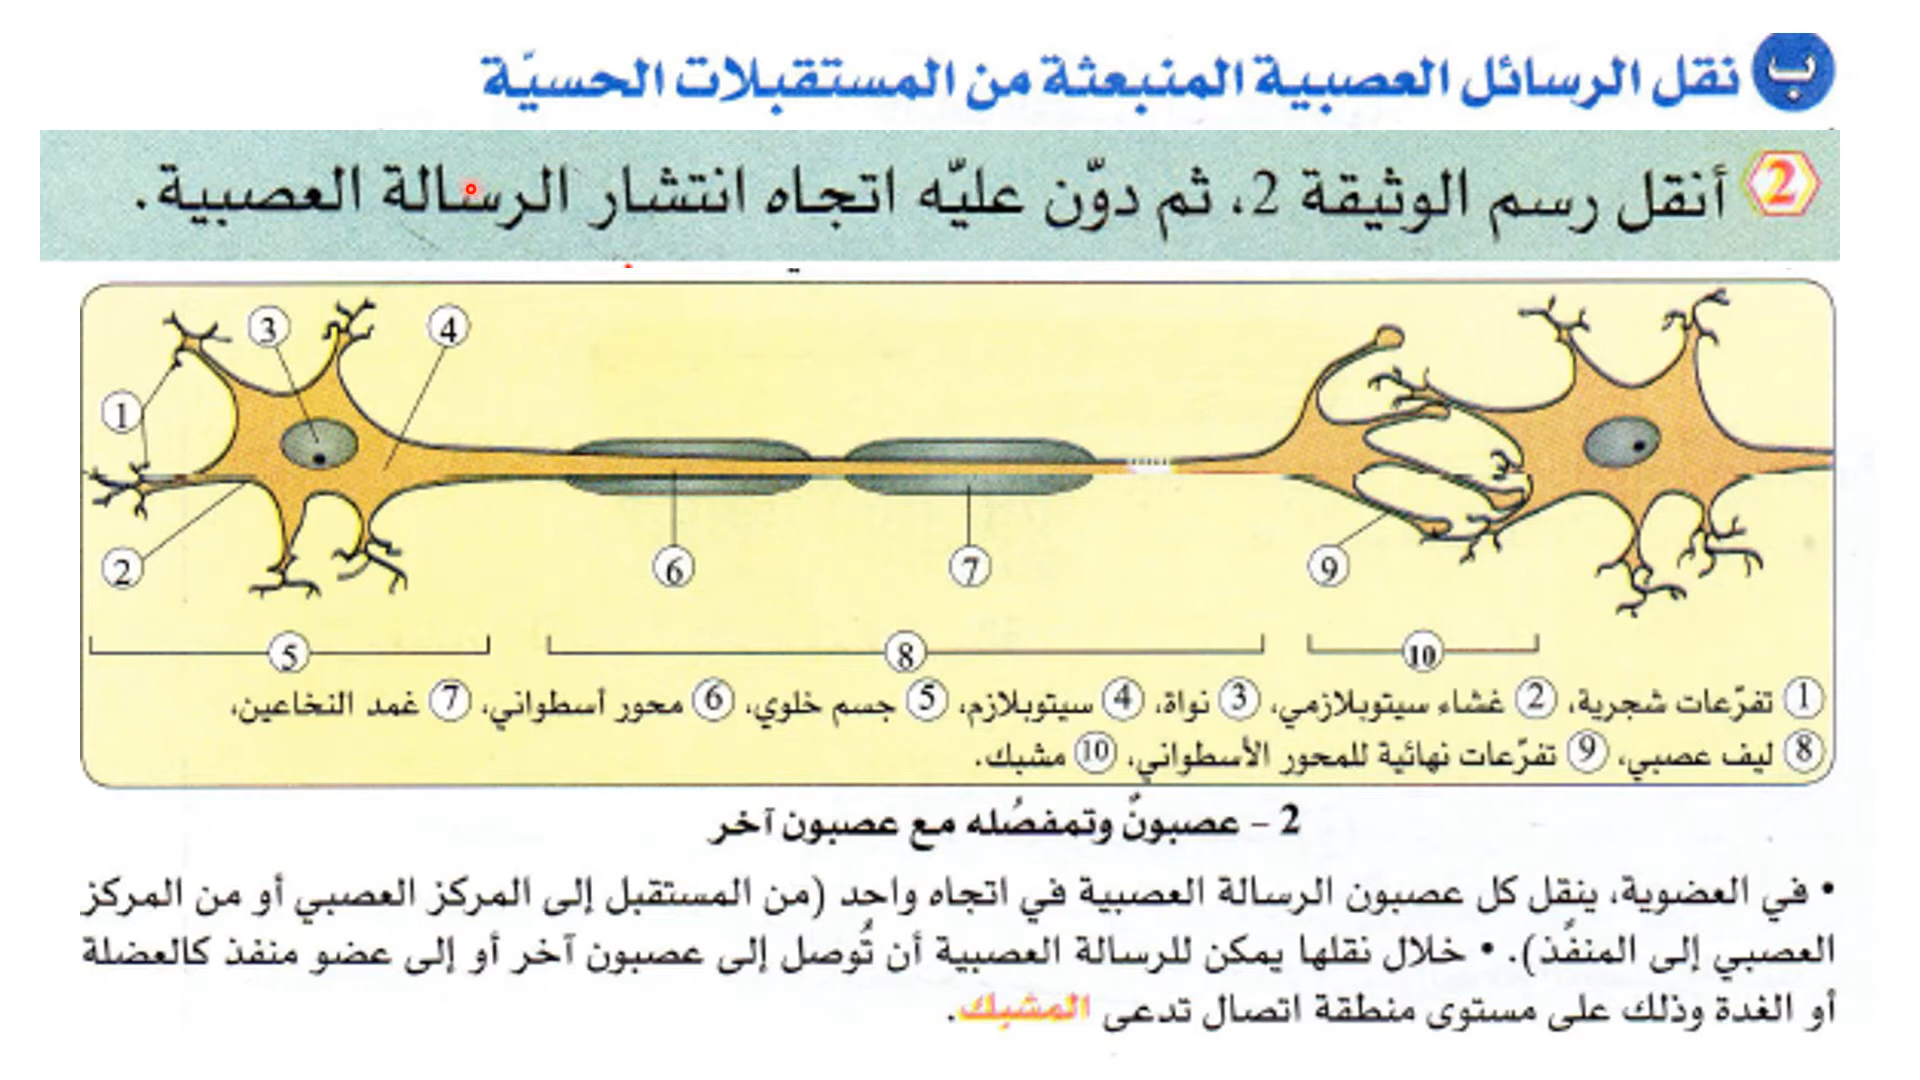 ب نقل الرسائل العصبية المنبعثة من المستقبلات الحسيّة
2 أنقل رسم الوثيقة 2، ثم دوّن عليّه اتجاه انتشار الرسالة العصبية.
3 4
1
2 6 7 9
5 8 10
1 تفرّعات شجرية، 2 غشاء سيتوبلازمي، 3 نواة، 4 سيتوبلازم، 5 جسم خلوي، 6 محور أسطواني، 7 غمد النخاعين،
8 ليف عصبي، 9 تفرّعات نهائية للمحور الأسطواني، 10 مشبك.
2 – عصبونٌ وتمفصُله مع عصبون آخر
• في العضوية، ينقل كل عصبون الرسالة العصبية في اتجاه واحد (من المستقبل إلى المركز العصبي أو من المركز
العصبي إلى المنفّذ). • خلال نقلها يمكن للرسالة العصبية أن تُوصل إلى عصبون آخر أو إلى عضو منفذ كالعضلة
أو الغدة وذلك على مستوى منطقة اتصال تدعى المشبك.